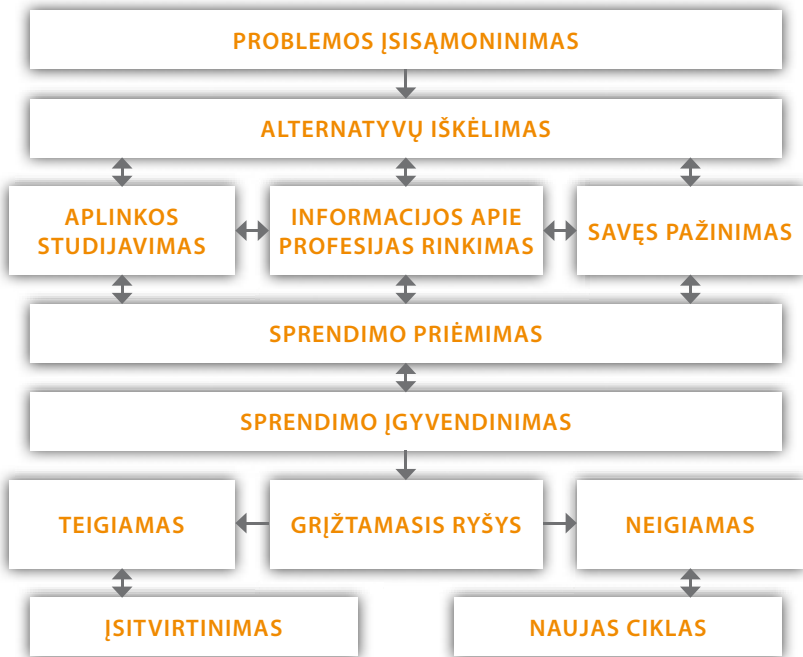 PROBLEMOS ĮSISĄMONINIMAS
ALTERNATYVŲ IŠKĖLIMAS
APLINKOS
STUDIJAVIMAS
INFORMACIJOS APIE
PROFESIJAS RINKIMAS
SAVĘS PAŽINIMAS
SPRENDIMO PRIĖMIMAS
SPRENDIMO ĮGYVENDINIMAS
TEIGIAMAS
GRĮŽTAMASIS RYŠYS
NEIGIAMAS
ĮSITVIRTINIMAS
NAUJAS CIKLAS